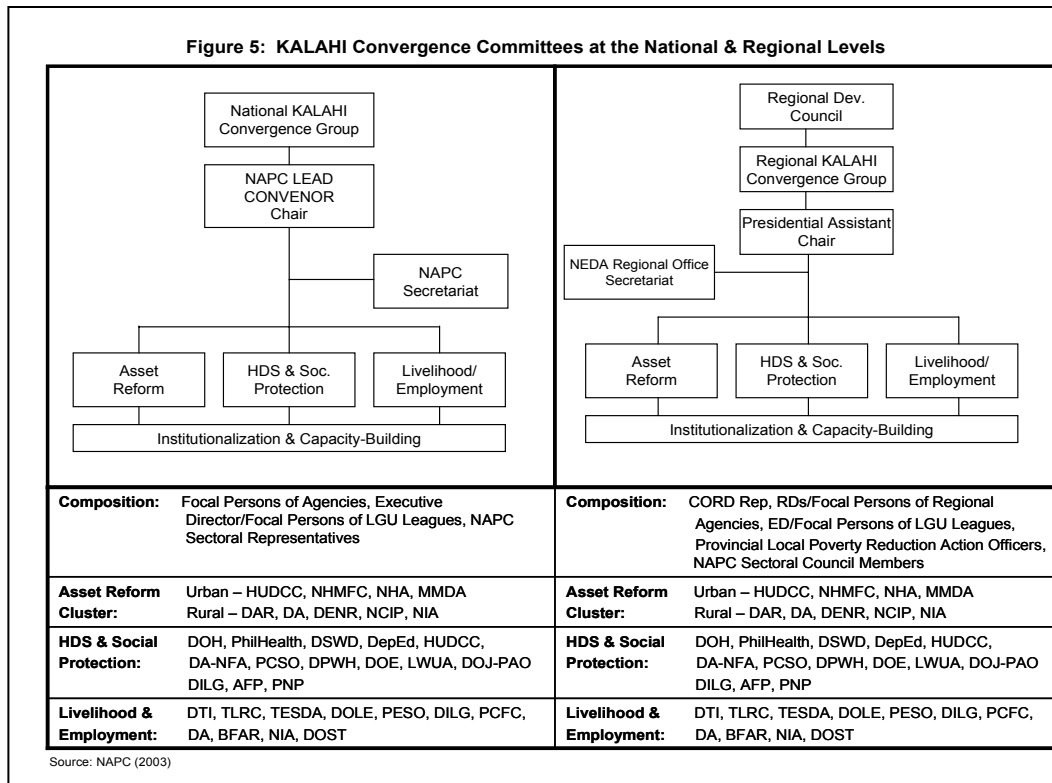 Figure 5: KALAHI Convergence Committees at the National & Regional Levels
National KALAHI
Convergence Group
NAPC LEAD
CONVENOR
Chair
NAPC
Secretariat
Asset
Reform
HDS & Soc.
Protection
Livelihood/
Employment
Institutionalization & Capacity-Building
Regional Dev.
Council
Regional KALAHI
Convergence Group
Presidential Assistant
Chair
NEDA Regional Office
Secretariat
Asset
Reform
HDS & Soc.
Protection
Livelihood/
Employment
Institutionalization & Capacity-Building
Composition: Focal Persons of Agencies, Executive
Director/Focal Persons of LGU Leagues, NAPC
Sectoral Representatives
Composition: CORD Rep, RDs/Focal Persons of Regional
Agencies, ED/Focal Persons of LGU Leagues,
Provincial Local Poverty Reduction Action Officers,
NAPC Sectoral Council Members
Asset Reform Urban – HUDCC, NHMFC, NHA, MMDA
Cluster: Rural – DAR, DA, DENR, NCIP, NIA
Asset Reform Urban – HUDCC, NHMFC, NHA, MMDA
Cluster: Rural – DAR, DA, DENR, NCIP, NIA
HDS & Social DOH, PhilHealth, DSWD, DepEd, HUDCC,
Protection: DA-NFA, PCSO, DPWH, DOE, LWUA, DOJ-PAO
DILG, AFP, PNP
HDS & Social DOH, PhilHealth, DSWD, DepEd, HUDCC,
Protection: DA-NFA, PCSO, DPWH, DOE, LWUA, DOJ-PAO
DILG, AFP, PNP
Livelihood & DTI, TLRC, TESDA, DOLE, PESO, DILG, PCFC,
Employment: DA, BFAR, NIA, DOST
Livelihood & DTI, TLRC, TESDA, DOLE, PESO, DILG, PCFC,
Employment: DA, BFAR, NIA, DOST
Source: NAPC (2003)